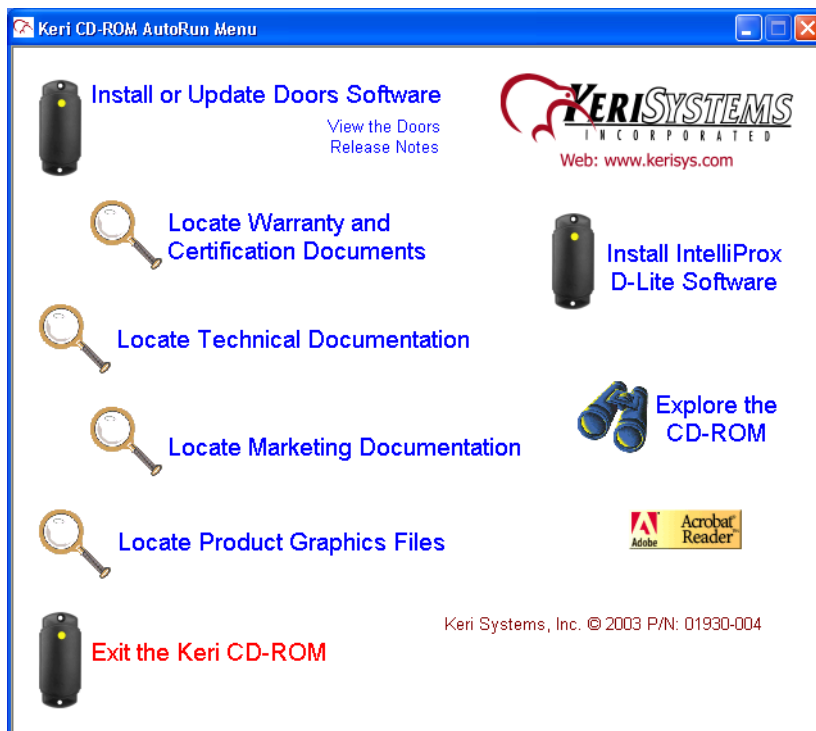 Keri CD-ROM AutoRun Menu
Install or Update Doors Software
View the Doors
Release Notes
KERISYSTEMS
INCORPORATED
Web: www.kerisys.com
Locate Warranty and
Certification Documents
Install IntelliProx
D-Lite Software
Locate Technical Documentation
Explore the
CD-ROM
Locate Marketing Documentation
Locate Product Graphics Files
Adobe
Acrobat
Reader
Keri Systems, Inc. © 2003 P/N: 01930-004
Exit the Keri CD-ROM